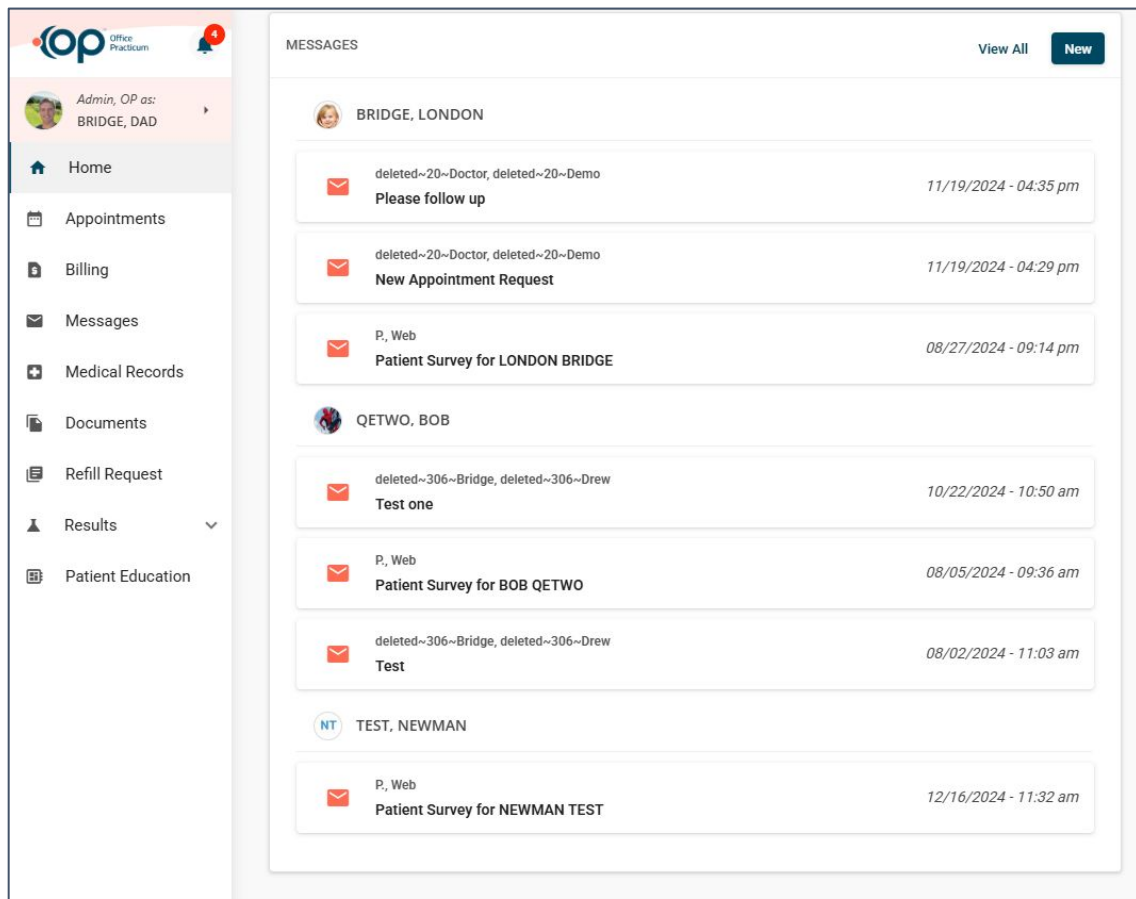 OP Office
Practicum
4
Admin, OP as:
BRIDGE, DAD
Home
Appointments
Billing
Messages
Medical Records
Documents
Refill Request
Results
Patient Education
MESSAGES
View All
New
BRIDGE, LONDON
deleted~20~Doctor, deleted~20~Demo
Please follow up
11/19/2024 - 04:35 pm
deleted~20~Doctor, deleted~20~Demo
New Appointment Request
11/19/2024 - 04:29 pm
P., Web
Patient Survey for LONDON BRIDGE
08/27/2024 - 09:14 pm
QETWO, BOB
deleted~306~Bridge, deleted~306~Drew
Test one
10/22/2024 - 10:50 am
P., Web
Patient Survey for BOB QETWO
08/05/2024 - 09:36 am
deleted~306~Bridge, deleted~306~Drew
Test
08/02/2024 - 11:03 am
NT
TEST, NEWMAN
P., Web
Patient Survey for NEWMAN TEST
12/16/2024 - 11:32 am